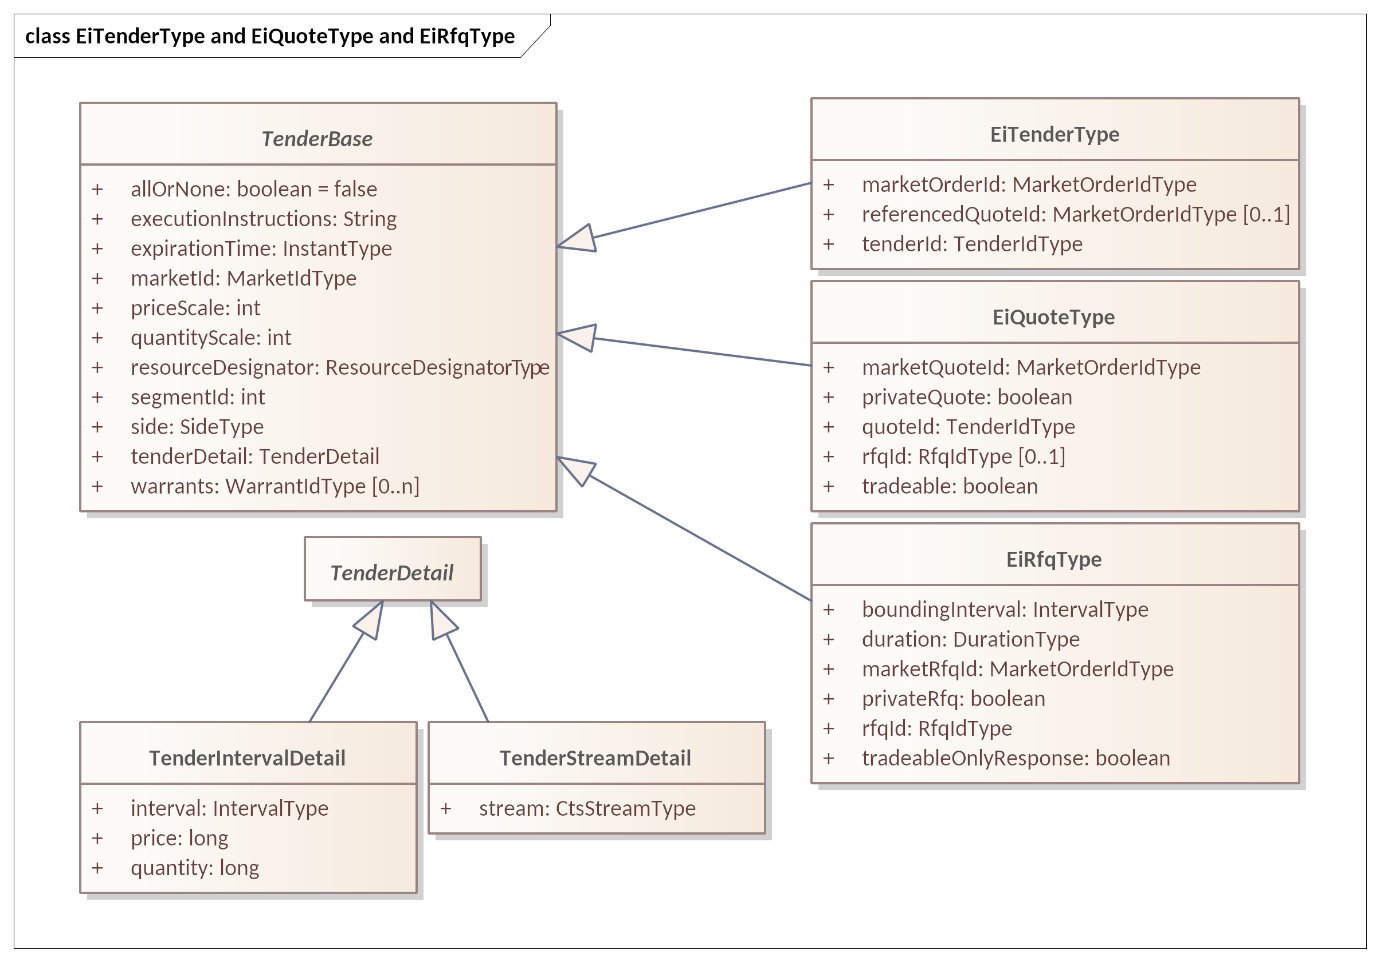 class EiTenderType and EiQuoteType and EiRfqType
TenderBase
+ allOrNone: boolean = false
+ executionInstructions: String
+ expirationTime: InstantType
+ marketId: MarketIdType
+ priceScale: int
+ quantityScale: int
+ resourceDesignator: ResourceDesignatorType
+ segmentId: int
+ side: SideType
+ tenderDetail: TenderDetail
+ warrants: WarrantIdType [0..n]
EiTenderType
+ marketOrderId: MarketOrderIdType
+ referencedQuoteId: MarketOrderIdType [0..1]
+ tenderId: TenderIdType
EiQuoteType
+ marketQuoteId: MarketOrderIdType
+ privateQuote: boolean
+ quoteId: TenderIdType
+ rfqId: RfqIdType [0..1]
+ tradeable: boolean
EiRfqType
+ boundingInterval: IntervalType
+ duration: DurationType
+ marketRfqId: MarketOrderIdType
+ privateRfq: boolean
+ rfqId: RfqIdType
+ tradeableOnlyResponse: boolean
TenderDetail
TenderIntervalDetail
+ interval: IntervalType
+ price: long
+ quantity: long
TenderStreamDetail
+ stream: CtsStreamType